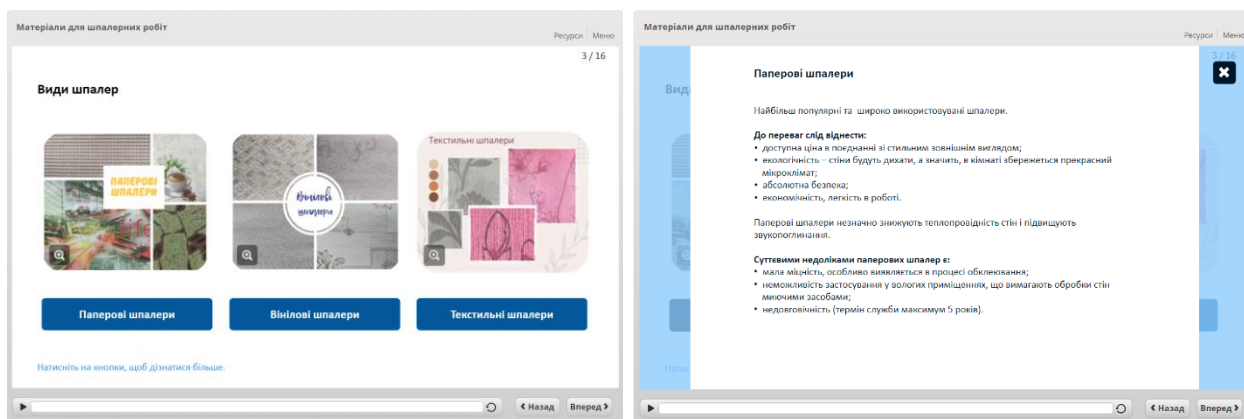 Матеріали для шпалерних робіт
Ресурси Меню
3 / 16
Види шпалер
ПАПЕРОВІ
ШПАЛЕРИ
life
Вінілові
шпалери
Текстильні шпалери
Паперові шпалери
Вінілові шпалери
Текстильні шпалери
Натисніть на кнопки, щоб дізнатися більше.
Назад
Вперед
Матеріали для шпалерних робіт
Ресурси Меню
3 / 16
Вид
Паперові шпалери
Найбільш популярні та широко використовувані шпалери.
До переваг слід віднести:
• доступна ціна в поєднанні зі стильним зовнішнім виглядом;
• екологічність – стіни будуть дихати, а значить, в кімнаті збережеться прекрасний
мікроклімат;
• абсолютна безпека;
• економічність, легкість в роботі.
Паперові шпалери незначно знижують теплопровідність стін і підвищують
звукопоглинання.
Суттєвими недоліками паперових шпалер є:
• мала міцність, особливо виявляється в процесі обклеювання;
• неможливість застосування у вологих приміщеннях, що вимагають обробки стін
миючими засобами;
• недовговічність (термін служби максимум 5 років).
Натис
Назад
Вперед